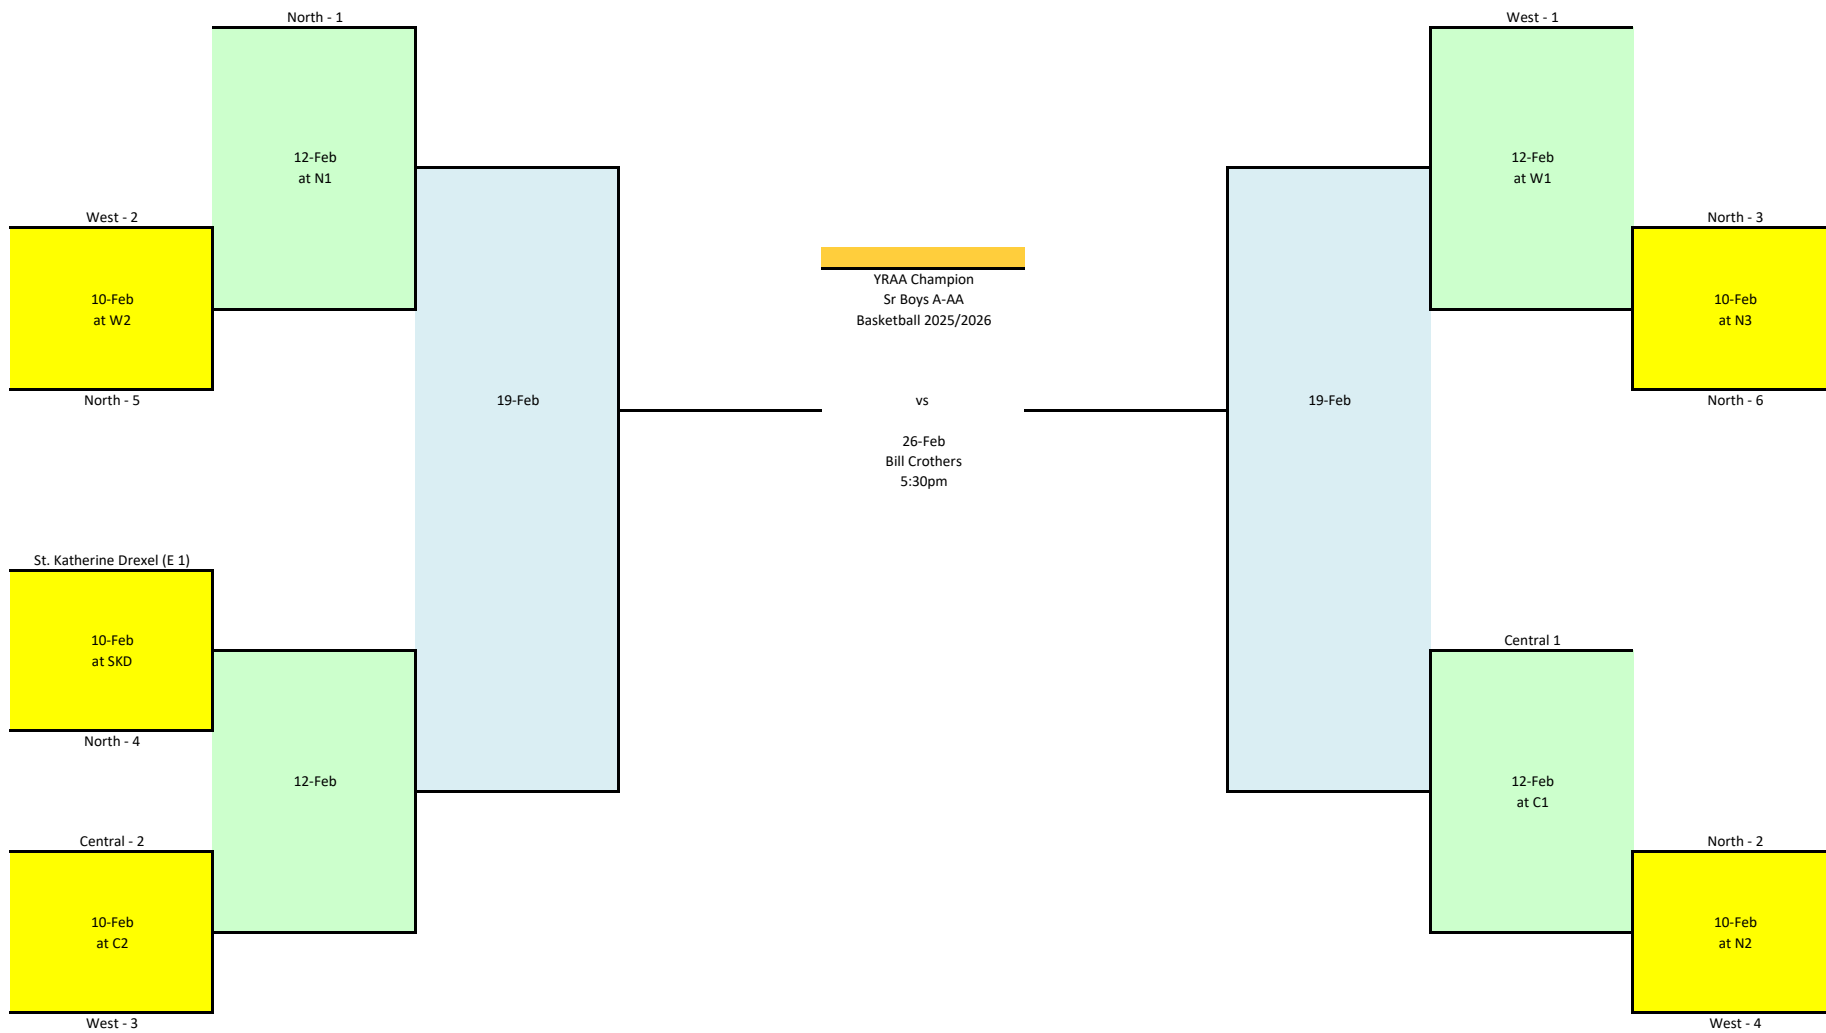 North - 1
West - 1
12-Feb
at N1
12-Feb
at W1
West - 2
North - 3
YRAA Champion
Sr Boys A-AA
Basketball 2025/2026
10-Feb
at W2
10-Feb
at N3
North - 5
19-Feb
vs
19-Feb
North - 6
26-Feb
Bill Crothers
5:30pm
St. Katherine Drexel (E 1)
10-Feb
at SKD
Central 1
North - 4
12-Feb
12-Feb
at C1
Central - 2
North - 2
10-Feb
at C2
10-Feb
at N2
West - 3
West - 4